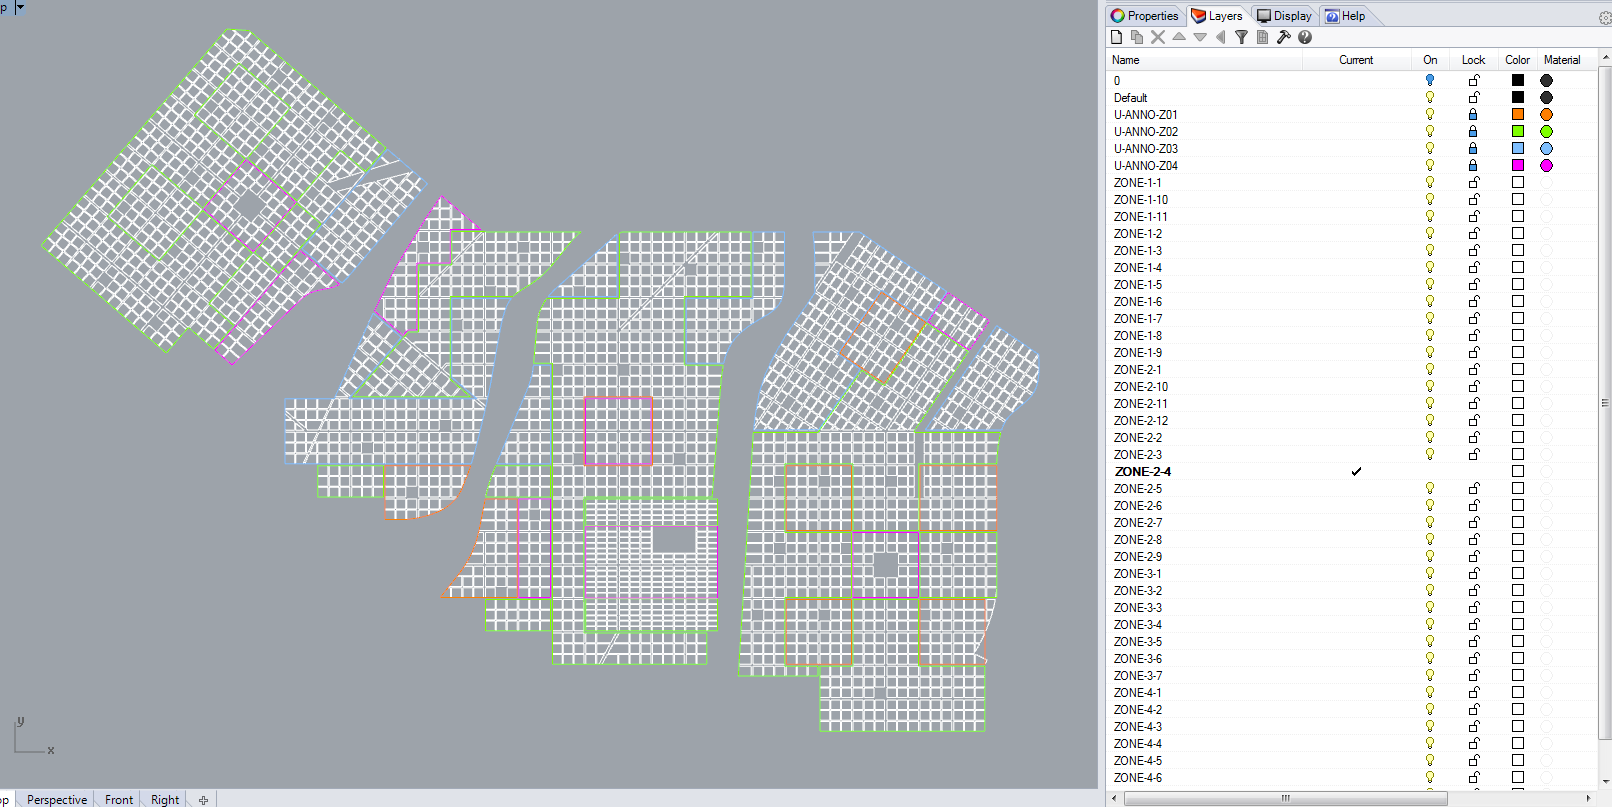 p
Properties Layers Display Help
Name Current On Lock Color Material
0
Default
U-ANNO-Z01
U-ANNO-Z02
U-ANNO-Z03
U-ANNO-Z04
ZONE-1-1
ZONE-1-10
ZONE-1-11
ZONE-1-2
ZONE-1-3
ZONE-1-4
ZONE-1-5
ZONE-1-6
ZONE-1-7
ZONE-1-8
ZONE-1-9
ZONE-2-1
ZONE-2-10
ZONE-2-11
ZONE-2-12
ZONE-2-2
ZONE-2-3
ZONE-2-4
ZONE-2-5
ZONE-2-6
ZONE-2-7
ZONE-2-8
ZONE-2-9
ZONE-3-1
ZONE-3-2
ZONE-3-3
ZONE-3-4
ZONE-3-5
ZONE-3-6
ZONE-3-7
ZONE-4-1
ZONE-4-2
ZONE-4-3
ZONE-4-4
ZONE-4-5
ZONE-4-6
y
x
op Perspective Front Right